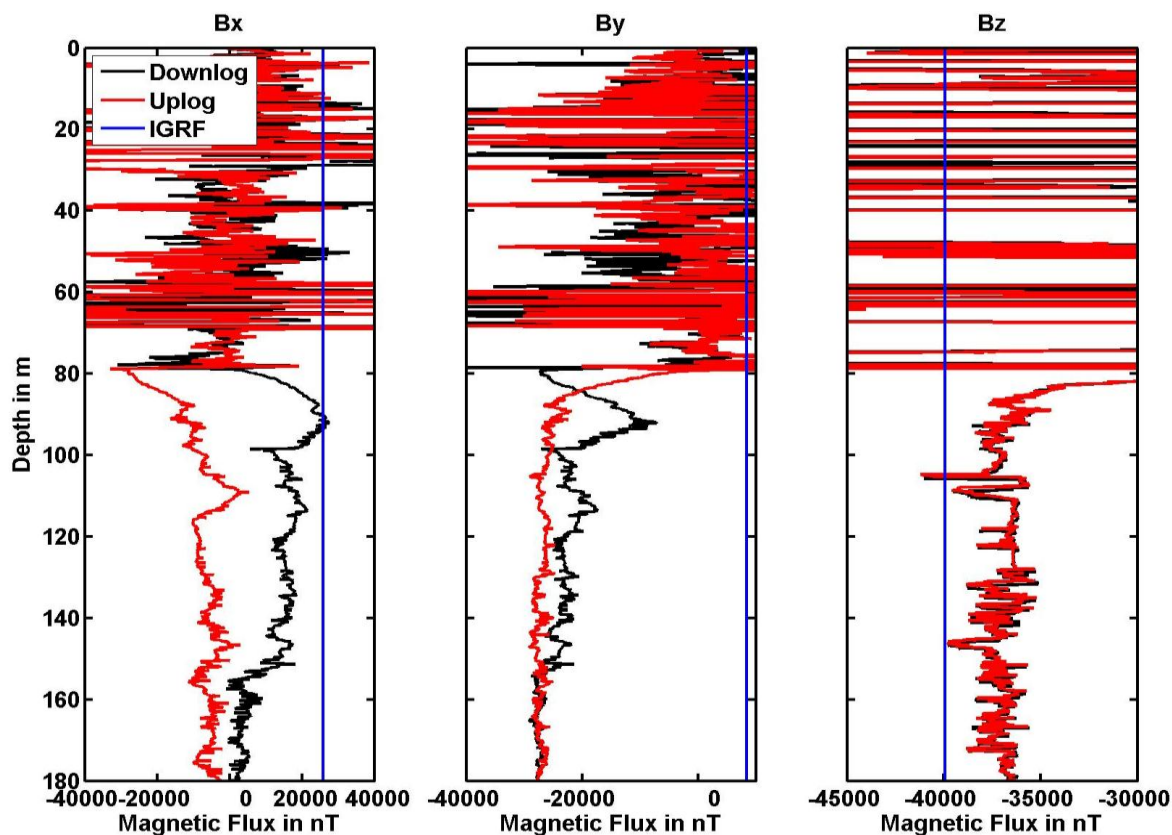 Bx
By
Bz
Downlog
Uplog
IGRF
Depth in m
0
20
40
60
80
100
120
140
160
180
-40000 -20000 0 20000 40000
-40000 -20000 0
-45000 -40000 -35000 -30000
Magnetic Flux in nT
Magnetic Flux in nT
Magnetic Flux in nT